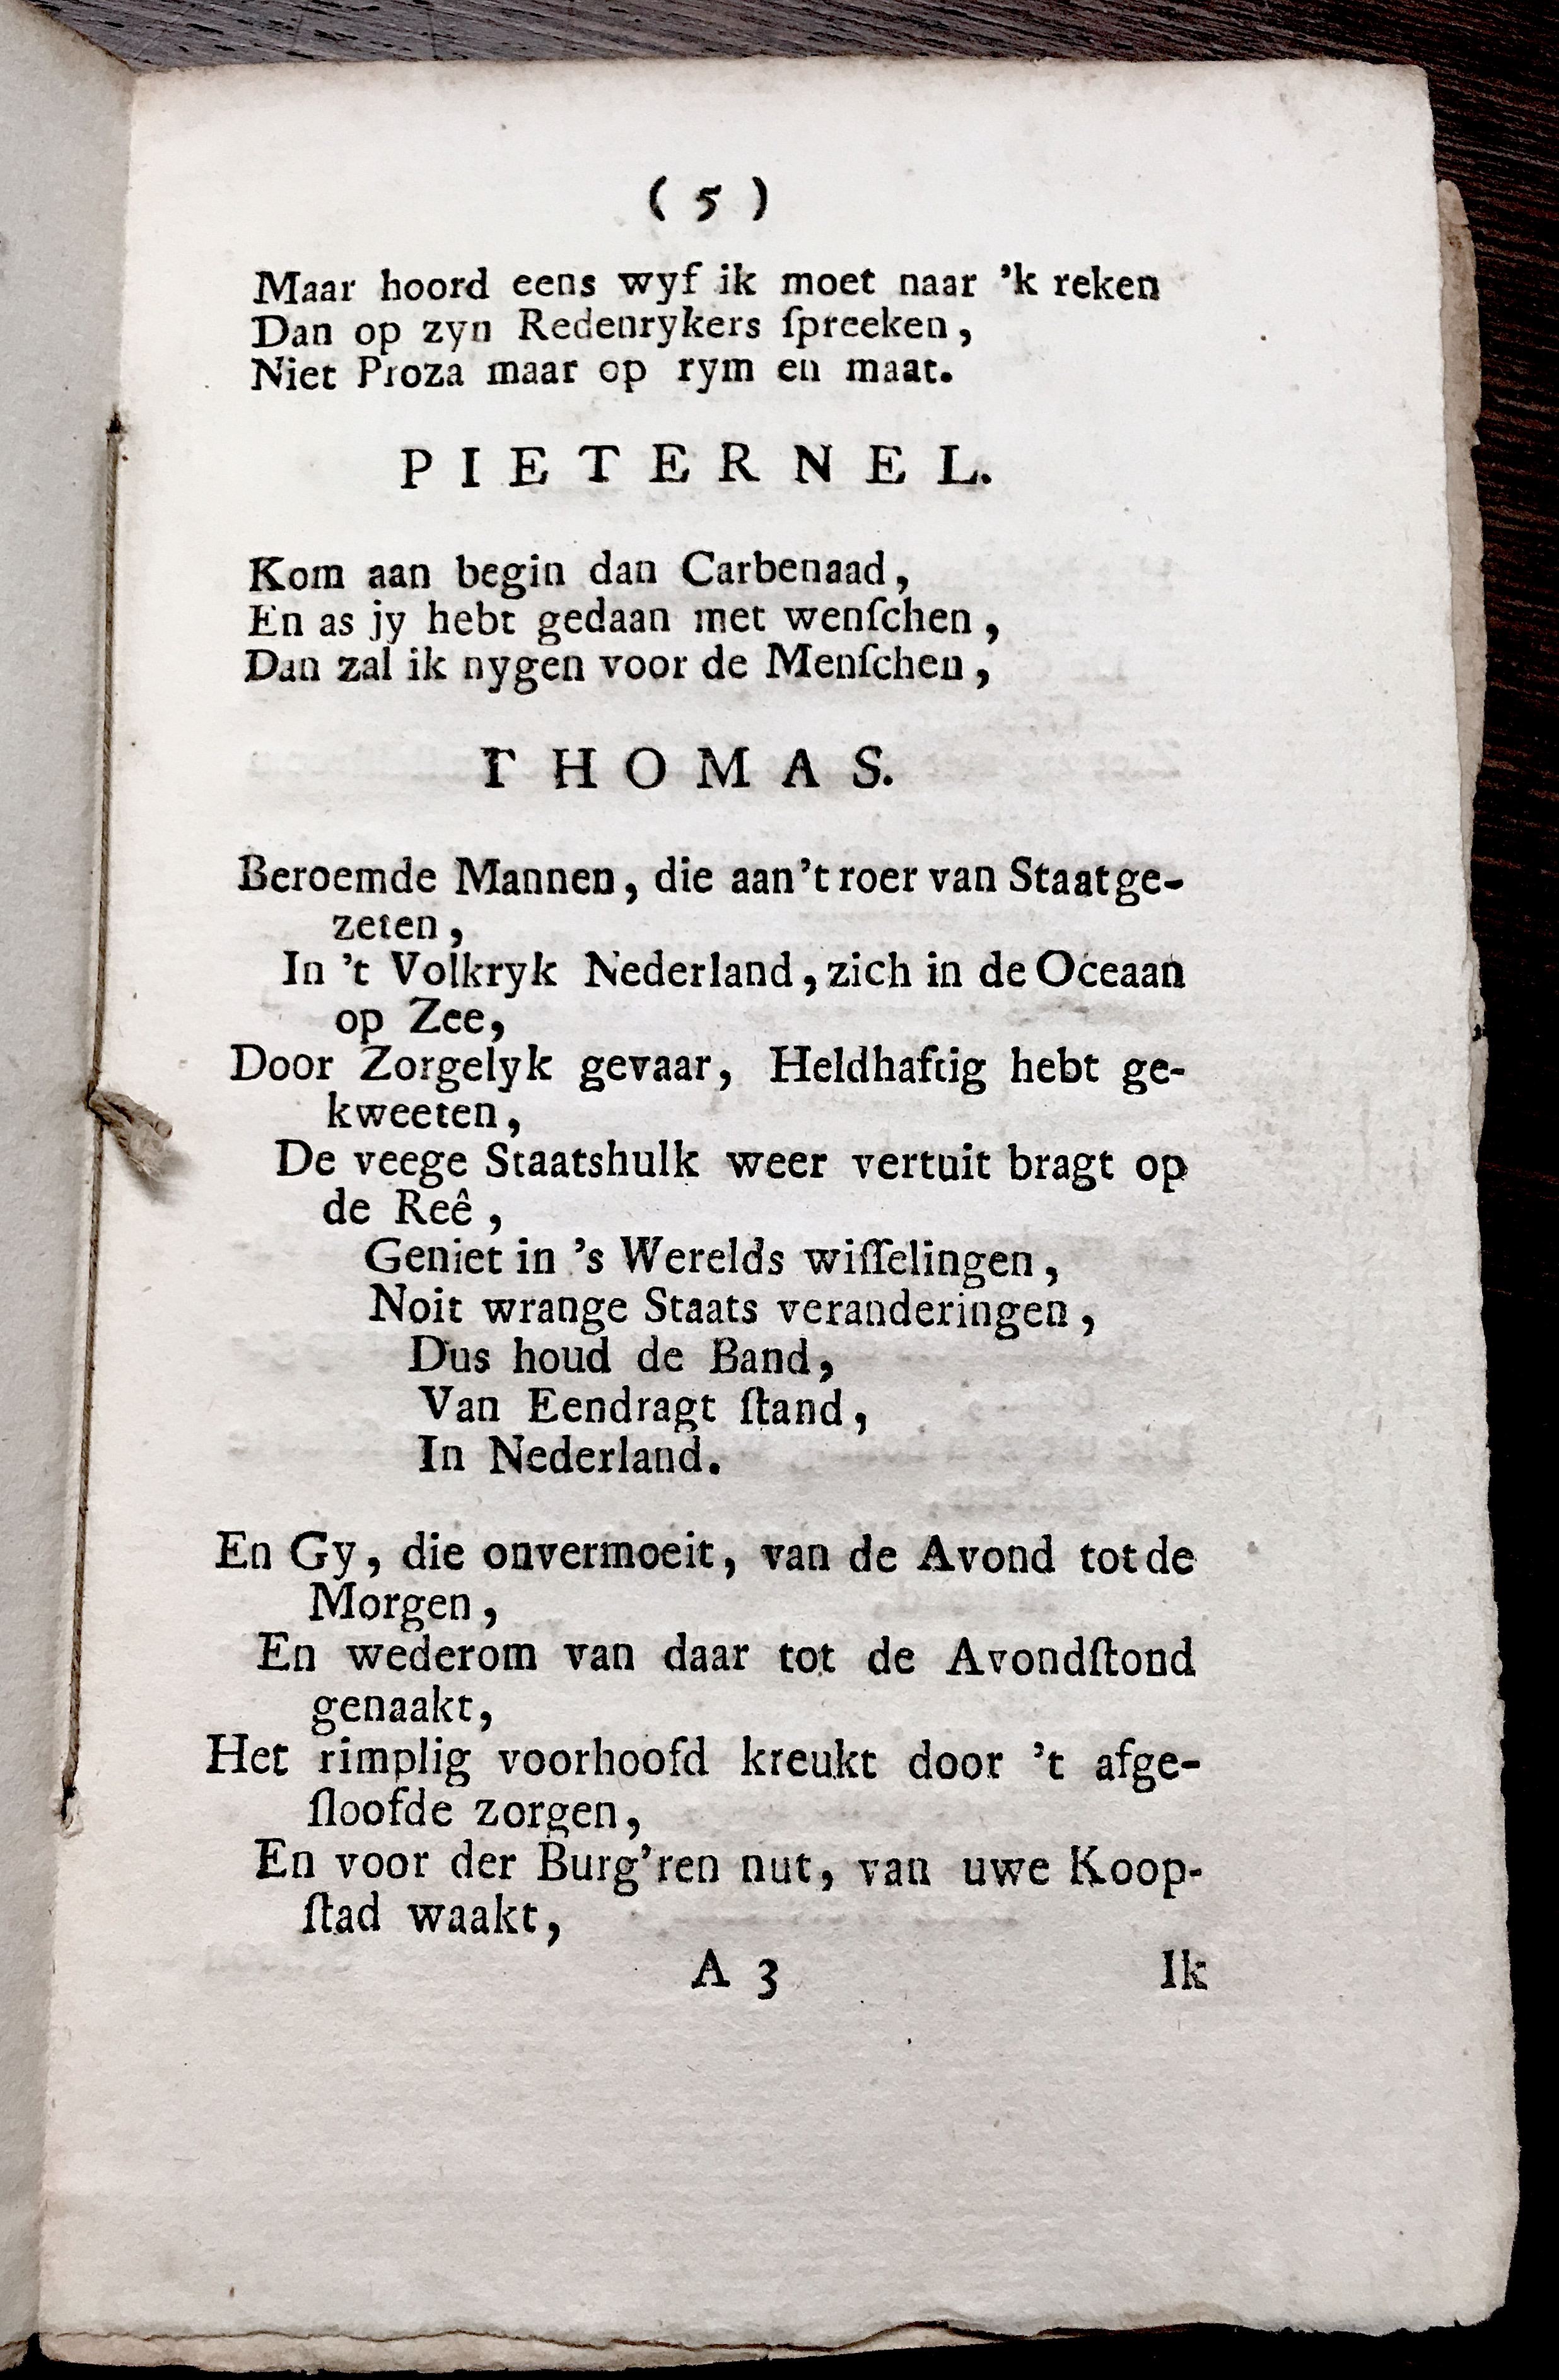 ( 5 )
Maar hoord eens wyf ik moet naar 'k reken
Dan op zyn Redenrykers ſpreeken,
Niet Proza maar op rym en maat.
PIETERNEL.
Kom aan begin dan Carbenaad,
En as jy hebt gedaan met wenſchen,
Dan zal ik nygen voor de Menſchen,
THOMAS.
Beroemde Mannen, die aan't roer van Staat ge-
zeten,
In 't Volkryk Nederland, zich in de Oceaan
op Zee,
Door Zorgelyk gevaar, Heldhaftig hebt ge-
kweeten,
De veege Staatshulk weer vertuit bragt op
de Reê,
Geniet in 's Werelds wiſſelingen,
Noit wrange Staats veranderingen,
Dus houd de Band,
Van Eendragt ſtand,
In Nederland.
En Gy, die onvermoeit, van de Avond tot de
Morgen,
En wederom van daar tot de Avondſtond
genaakt,
Het rimplig voorhoofd kreukt door 't afge-
ſloofde zorgen,
En voor der Burg'ren nut, van uwe Koop-
ſtad waakt,
A 3 Ik